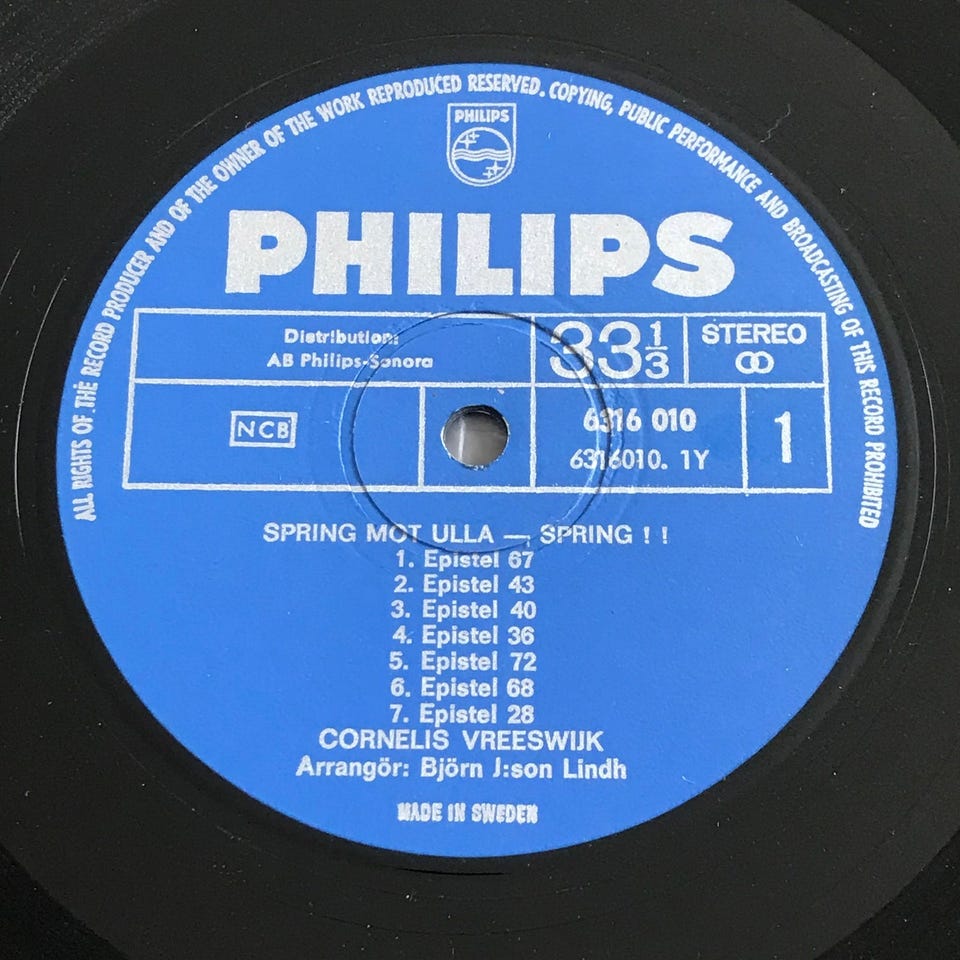 ALL RIGHTS OF THE RECORD PRODUCER AND OF THE OWNER OF THE WORK REPRODUCED RESERVED. COPYING, PUBLIC PERFORMANCE AND BROADCASTING OF THIS RECORD PROHIBITED
PHILIPS
PHILIPS
Distribution:
AB Philips-Sonora
33 1/3
STEREO
NCB
6316 010
6316010. 1Y
1
SPRING MOT ULLA — SPRING ! !
1. Epistel 67
2. Epistel 43
3. Epistel 40
4. Epistel 36
5. Epistel 72
6. Epistel 68
7. Epistel 28
CORNELIS VREESWIJK
Arrangör: Björn J:son Lindh
MADE IN SWEDEN